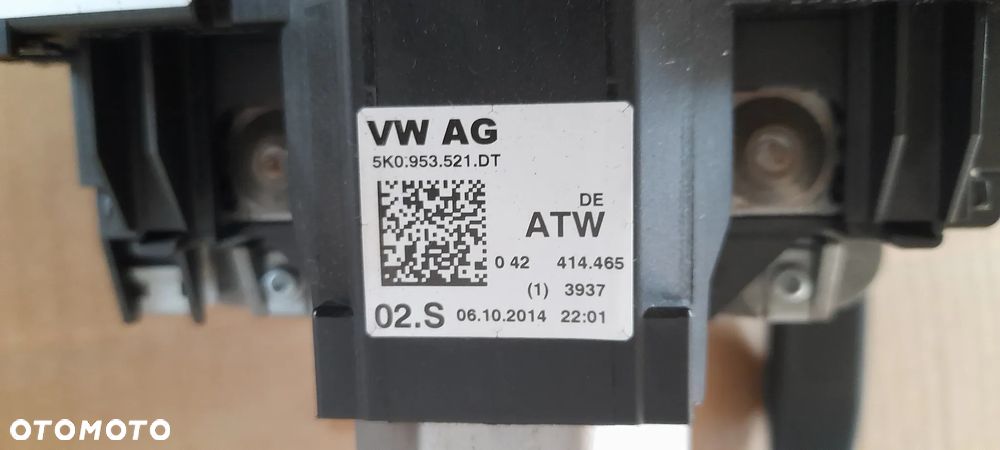 VW AG
5K0.953.521.DT
DE
ATW
0 42 414.465
(1) 3937
02.S 06.10.2014 22:01
OTOMOTO